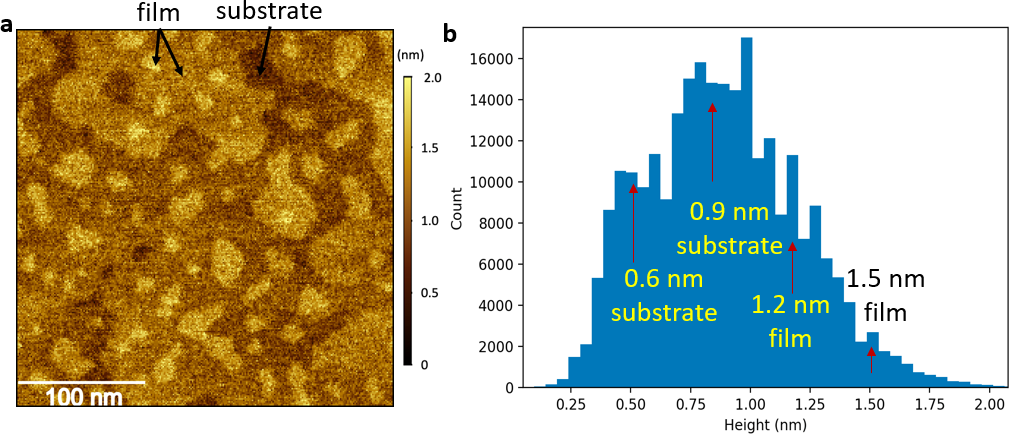 a
film
substrate
(nm)
2.0
1.5
1.0
0.5
0
100 nm
b
16000
14000
12000
10000
8000
6000
4000
2000
0
Count
0.9 nm
substrate
0.6 nm
substrate
1.2 nm
film
1.5 nm
film
0.25
0.50
0.75
1.00
1.25
1.50
1.75
2.00
Height (nm)